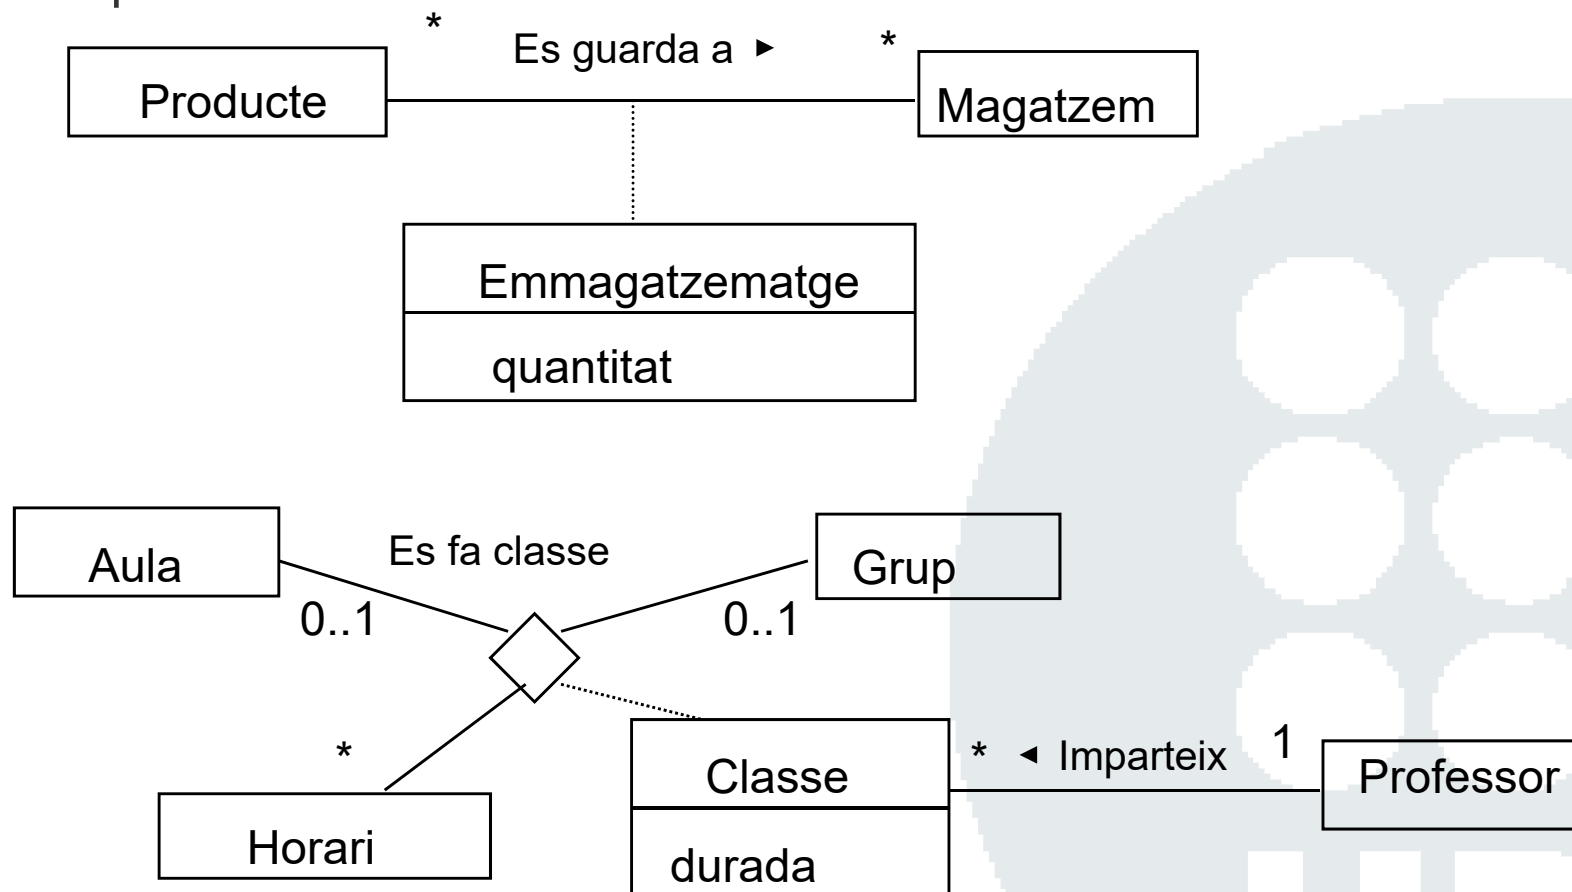 *
Es guarda a ►
*
Producte
Magatzem
Emmagatzematge
quantitat
Aula
Es fa classe
Grup
0..1
0..1
*
Classe
* ◄ Imparteix 1
Professor
Horari
durada